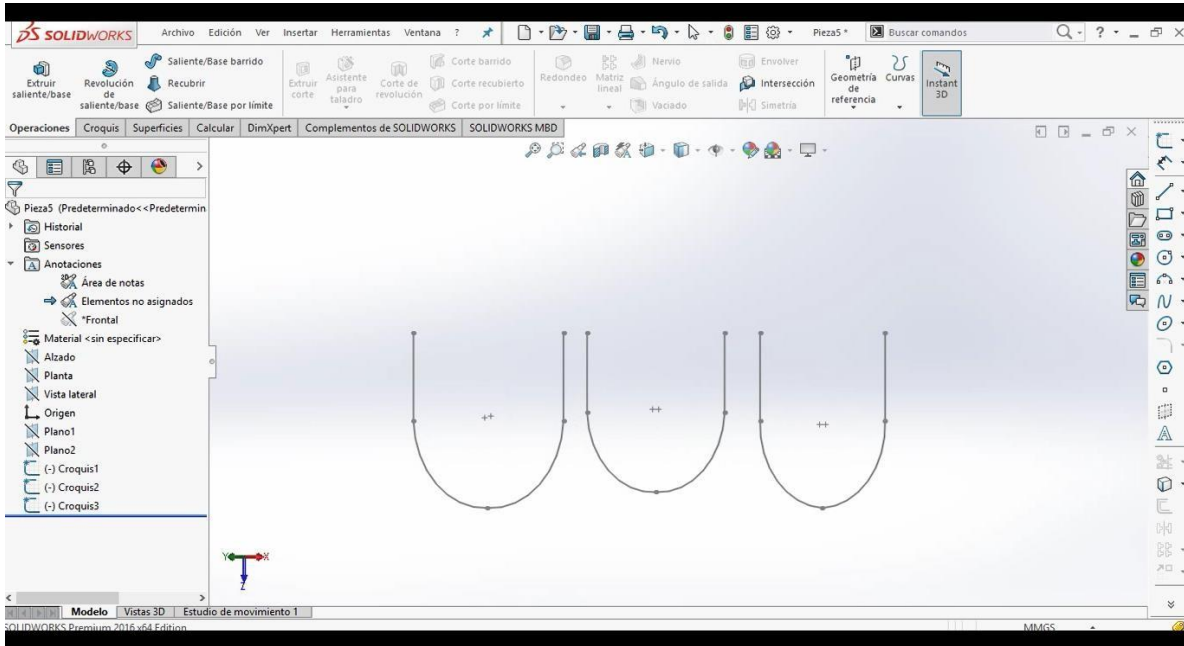 SOLIDWORKS Archivo Edición Ver Insertar Herramientas Ventana ? Pieza5 * Buscar comandos ?
Extruir saliente/base
Revolución de saliente/base
Saliente/Base barrido
Recubrir
Saliente/Base por límite
Extruir corte
Asistente para taladro
Corte de revolución
Corte barrido
Corte recubierto
Corte por límite
Redondeo
Matriz lineal
Nervio
Ángulo de salida
Vaciado
Envolver
Intersección
Simetría
Geometría de referencia
Curvas
Instant 3D
Operaciones Croquis Superficies Calcular DimXpert Complementos de SOLIDWORKS SOLIDWORKS MBD
Pieza5 (Predeterminado<<Predetermin
Historial
Sensores
Anotaciones
Área de notas
Elementos no asignados
*Frontal
Material <sin especificar>
Alzado
Planta
Vista lateral
Origen
Plano1
Plano2
(-) Croquis1
(-) Croquis2
(-) Croquis3
Y X
Z
Modelo Vistas 3D Estudio de movimiento 1
SOLIDWORKS Premium 2016 x64 Edition MMGS